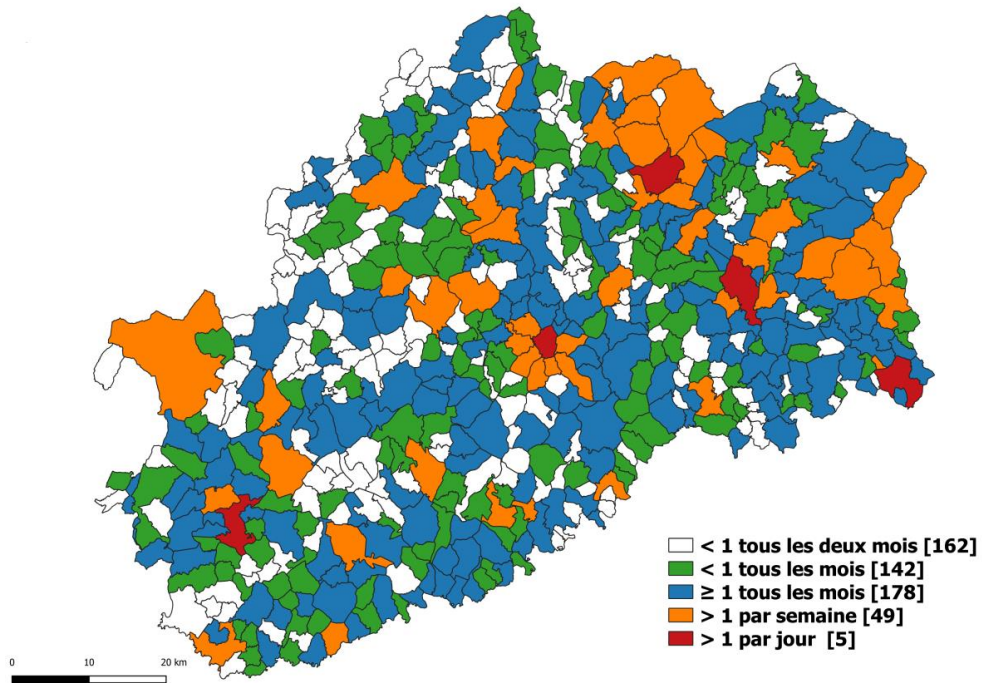 < 1 tous les deux mois [162]
< 1 tous les mois [142]
≥ 1 tous les mois [178]
> 1 par semaine [49]
> 1 par jour [5]
0 10 20 km